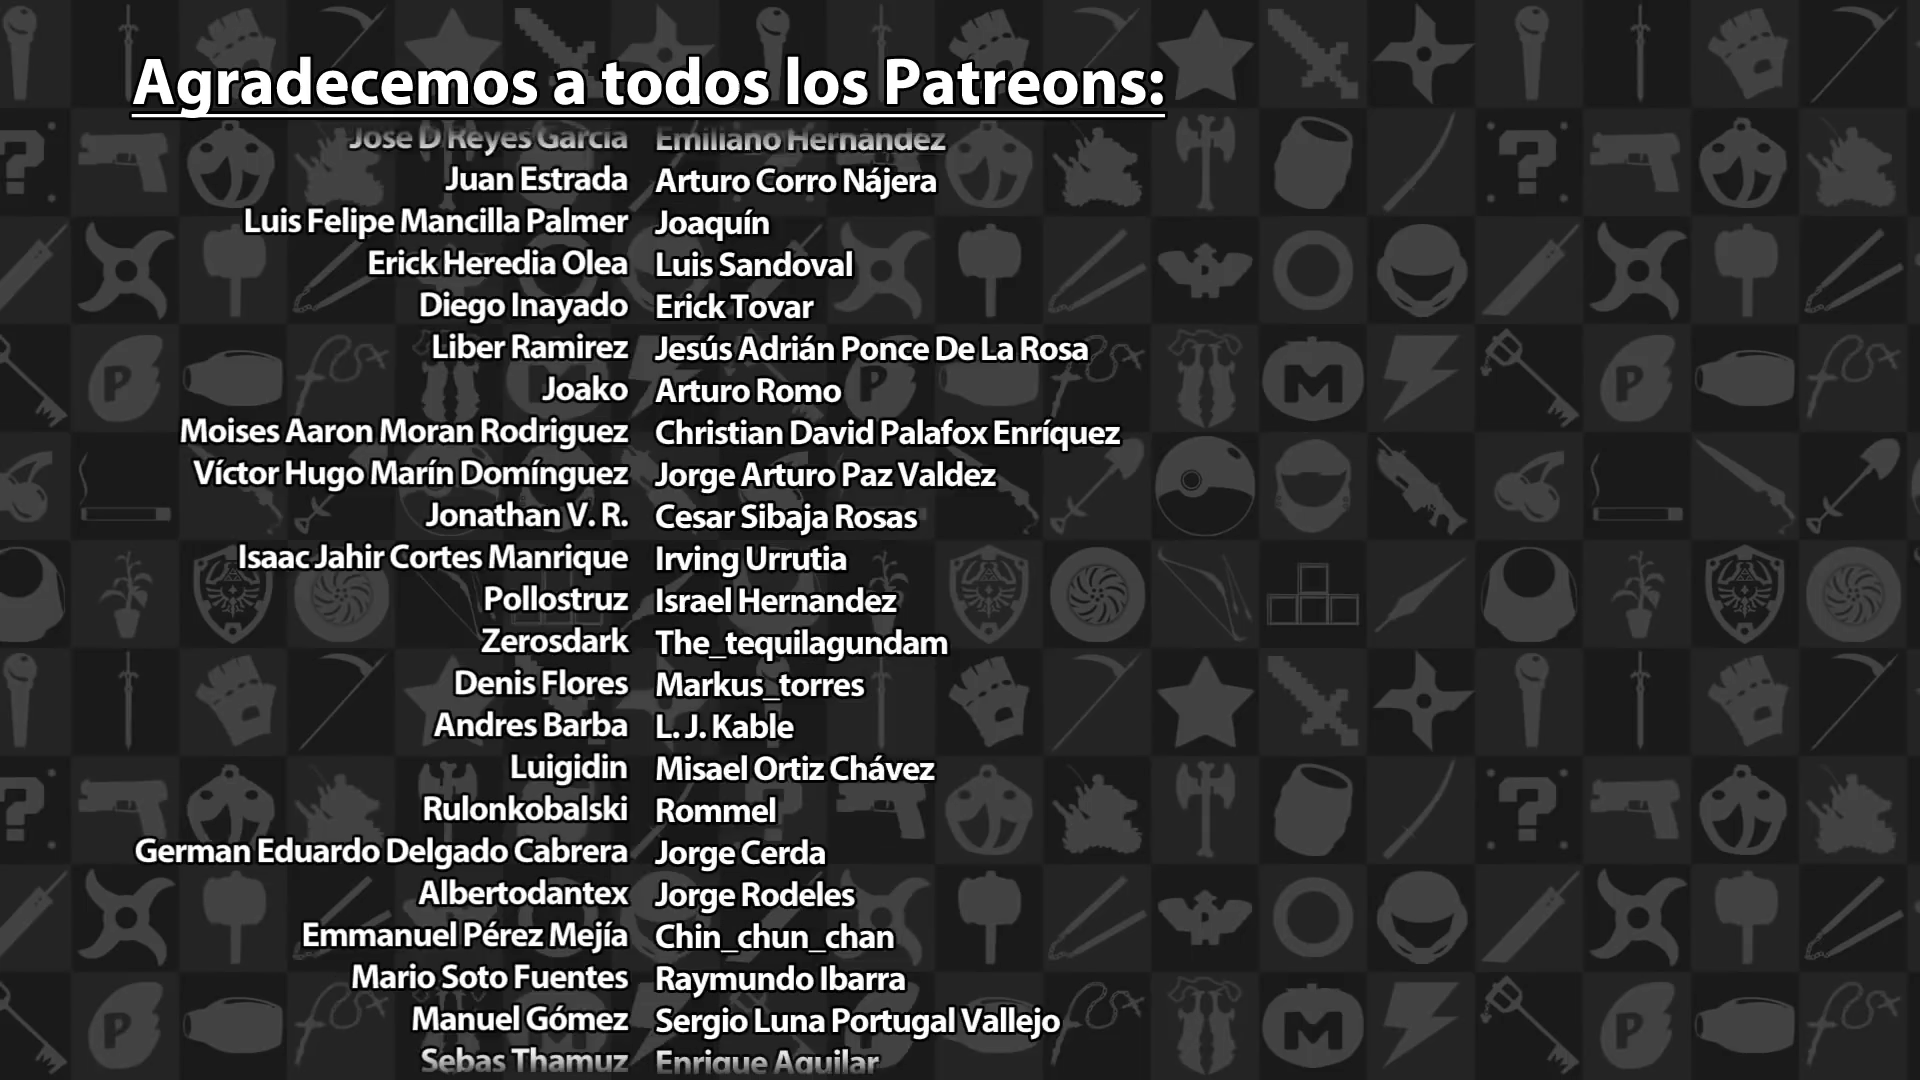 Agradecemos a todos los Patreons:
Jose D Reyes Garcia Emiliano Hernández
Juan Estrada Arturo Corro Nájera
Luis Felipe Mancilla Palmer Joaquín
Erick Heredia Olea Luis Sandoval
Diego Inayado Erick Tovar
Liber Ramirez Jesús Adrián Ponce De La Rosa
Joako Arturo Romo
Moises Aaron Moran Rodriguez Christian David Palafox Enríquez
Víctor Hugo Marín Domínguez Jorge Arturo Paz Valdez
Jonathan V. R. Cesar Sibaja Rosas
Isaac Jahir Cortes Manrique Irving Urrutia
Pollostruz Israel Hernandez
Zerosdark The_tequilagundam
Denis Flores Markus_torres
Andres Barba L. J. Kable
Luigidin Misael Ortiz Chávez
Rulonkobalski Rommel
German Eduardo Delgado Cabrera Jorge Cerda
Albertodantex Jorge Rodeles
Emmanuel Pérez Mejía Chin_chun_chan
Mario Soto Fuentes Raymundo Ibarra
Manuel Gómez Sergio Luna Portugal Vallejo
Sebas Thamuz Enrique Aguilar